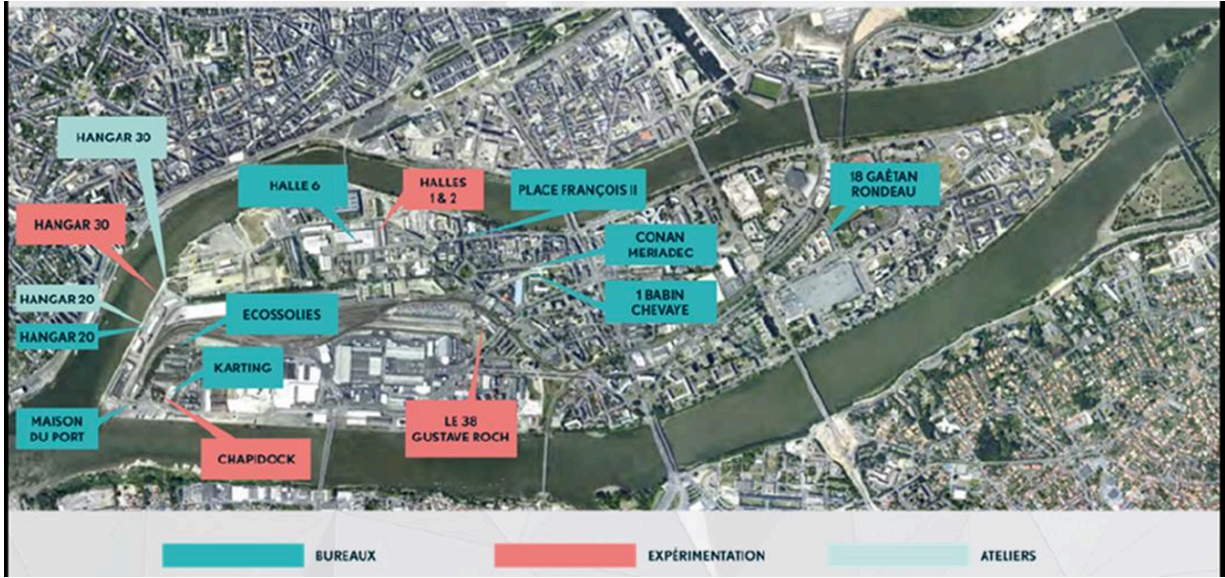 HANGAR 30
HALLE 6
HALLES
1 & 2
PLACE FRANÇOIS II
18 GAËTAN
RONDEAU
HANGAR 30
CONAN
MERIADEC
HANGAR 20
1 BABIN
CHEVAYE
HANGAR 20
ECOSSOLIES
KARTING
MAISON
DU PORT
LE 38
GUSTAVE ROCH
CHAPIDOCK
BUREAUX
EXPÉRIMENTATION
ATELIERS